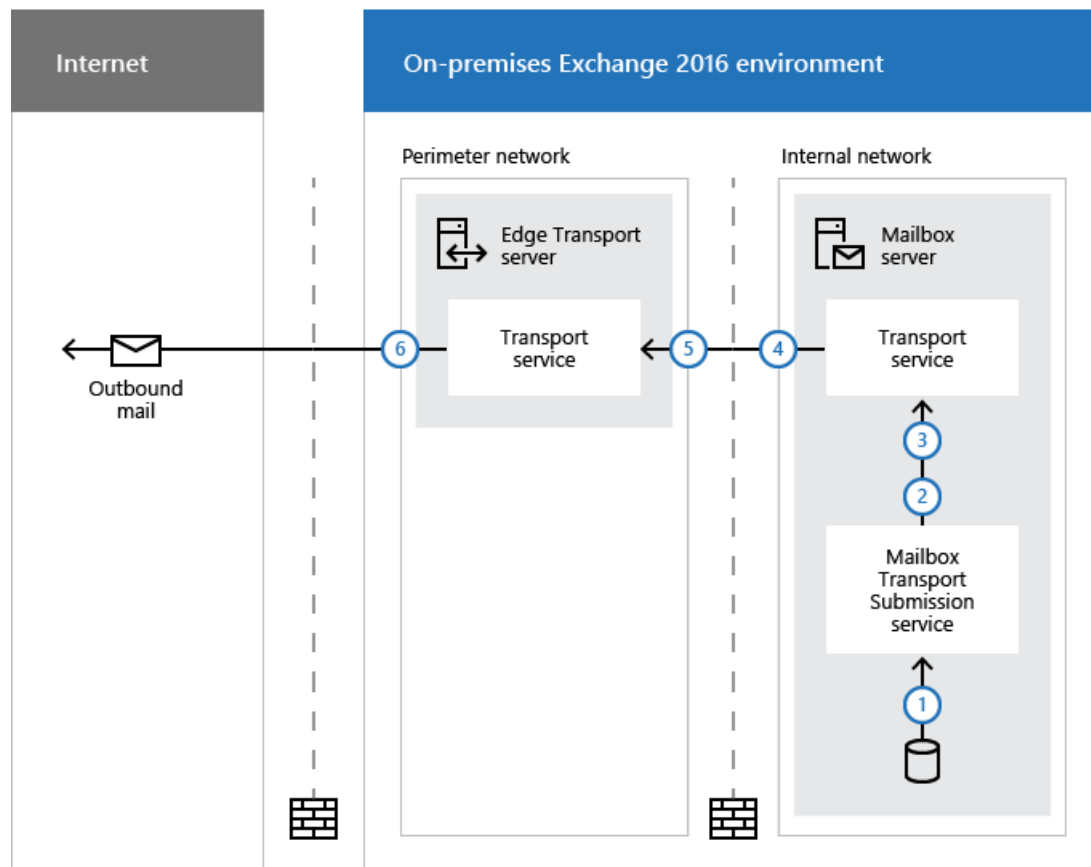 Internet
On-premises Exchange 2016 environment
Perimeter network
Internal network
Edge Transport
server
Mailbox
server
Outbound
mail
6
Transport
service
5
4
Transport
service
3
2
Mailbox
Transport
Submission
service
1